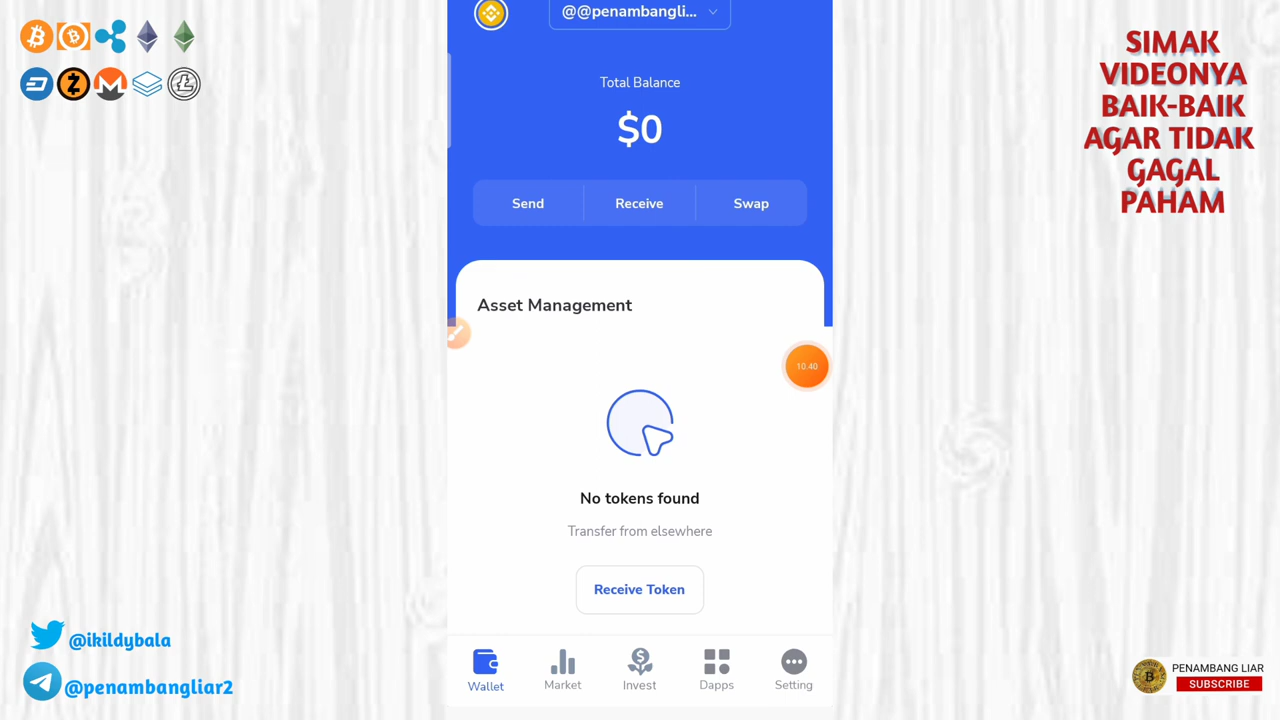 @@penambangli...
Total Balance
$0
Send
Receive
Swap
Asset Management
10.40
No tokens found
Transfer from elsewhere
Receive Token
Wallet
Market
Invest
Dapps
Setting
SIMAK
VIDEONYA
BAIK-BAIK
AGAR TIDAK
GAGAL
PAHAM
@ikildybala
@penambangliar2
PENAMBANG LIAR
SUBSCRIBE